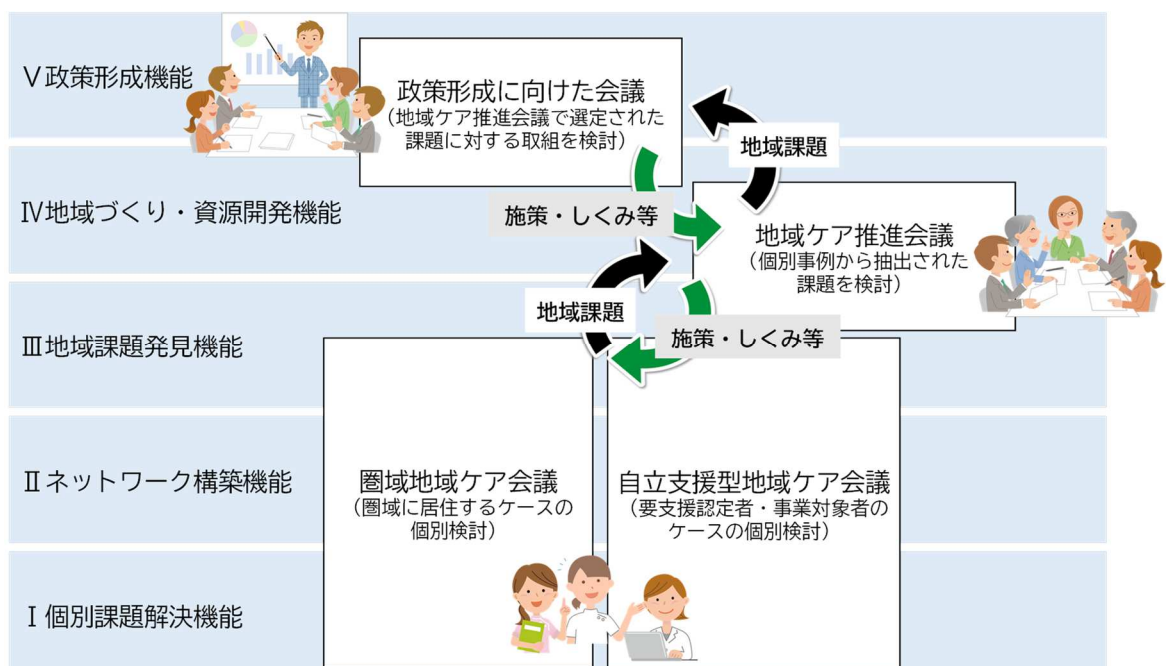 Ⅴ政策形成機能
政策形成に向けた会議
（地域ケア推進会議で選定された
課題に対する取組を検討）
地域課題
Ⅳ地域づくり・資源開発機能
施策・しくみ等
地域ケア推進会議
（個別事例から抽出された
課題を検討）
地域課題
施策・しくみ等
Ⅲ地域課題発見機能
Ⅱネットワーク構築機能
圏域地域ケア会議
（圏域に居住するケースの
個別検討）
自立支援型地域ケア会議
（要支援認定者・事業対象者の
ケースの個別検討）
Ⅰ個別課題解決機能